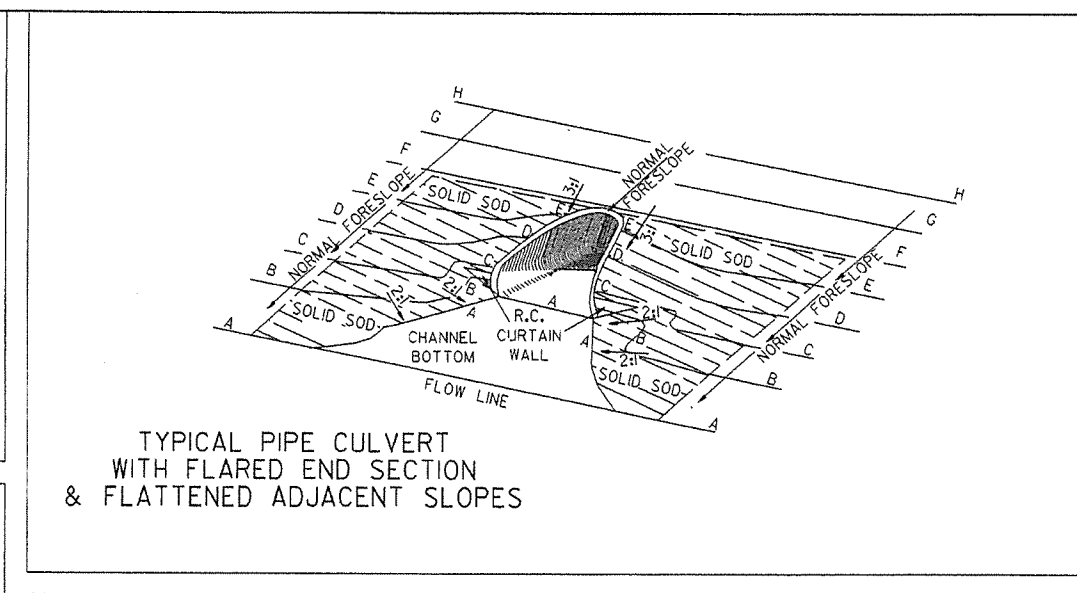 H
G
F
E
D
C
B
A
NORMAL FORESLOPE
SOLID SOD
SOLID SOD
2:1
2:1
3:1
NORMAL
FORESLOPE
3:1
E
D
C
B
A
A
E
D
C
B
A
2:1
2:1
SOLID SOD
SOLID SOD
NORMAL FORESLOPE
H
G
F
E
D
C
B
A
CHANNEL
BOTTOM
R.C.
CURTAIN
WALL
FLOW LINE
TYPICAL PIPE CULVERT
WITH FLARED END SECTION
& FLATTENED ADJACENT SLOPES